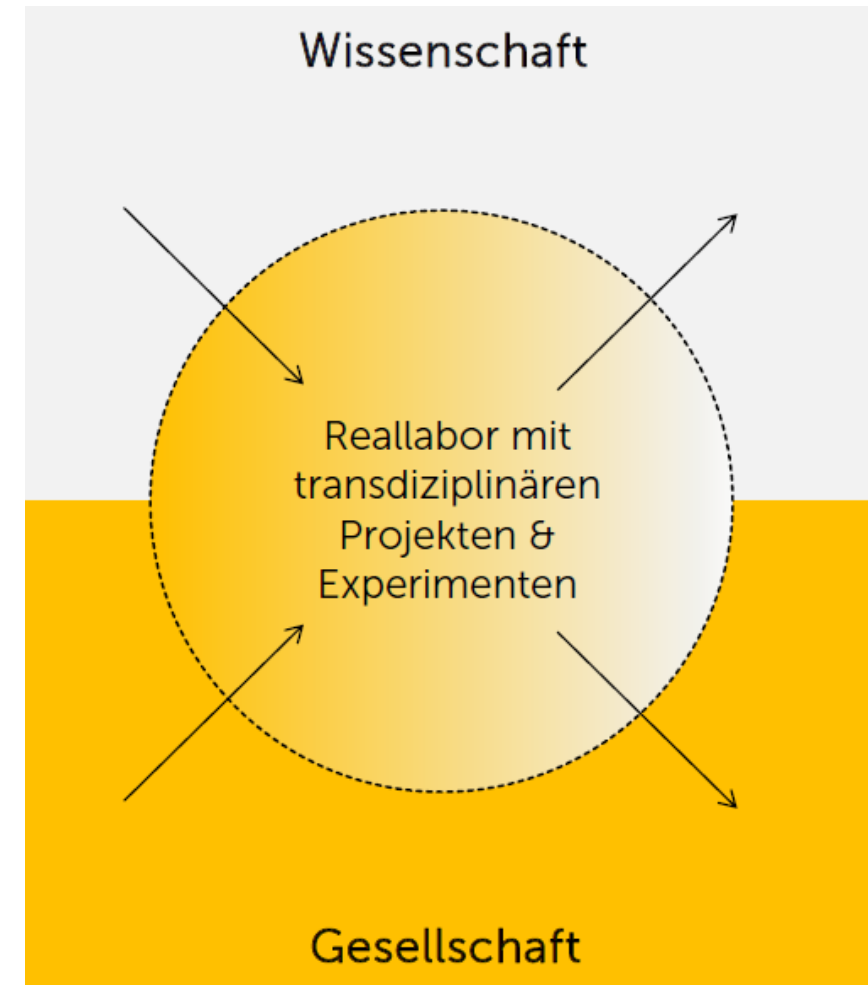 Wissenschaft
Reallabor mit
transdiziplinären
Projekten &
Experimenten
Gesellschaft